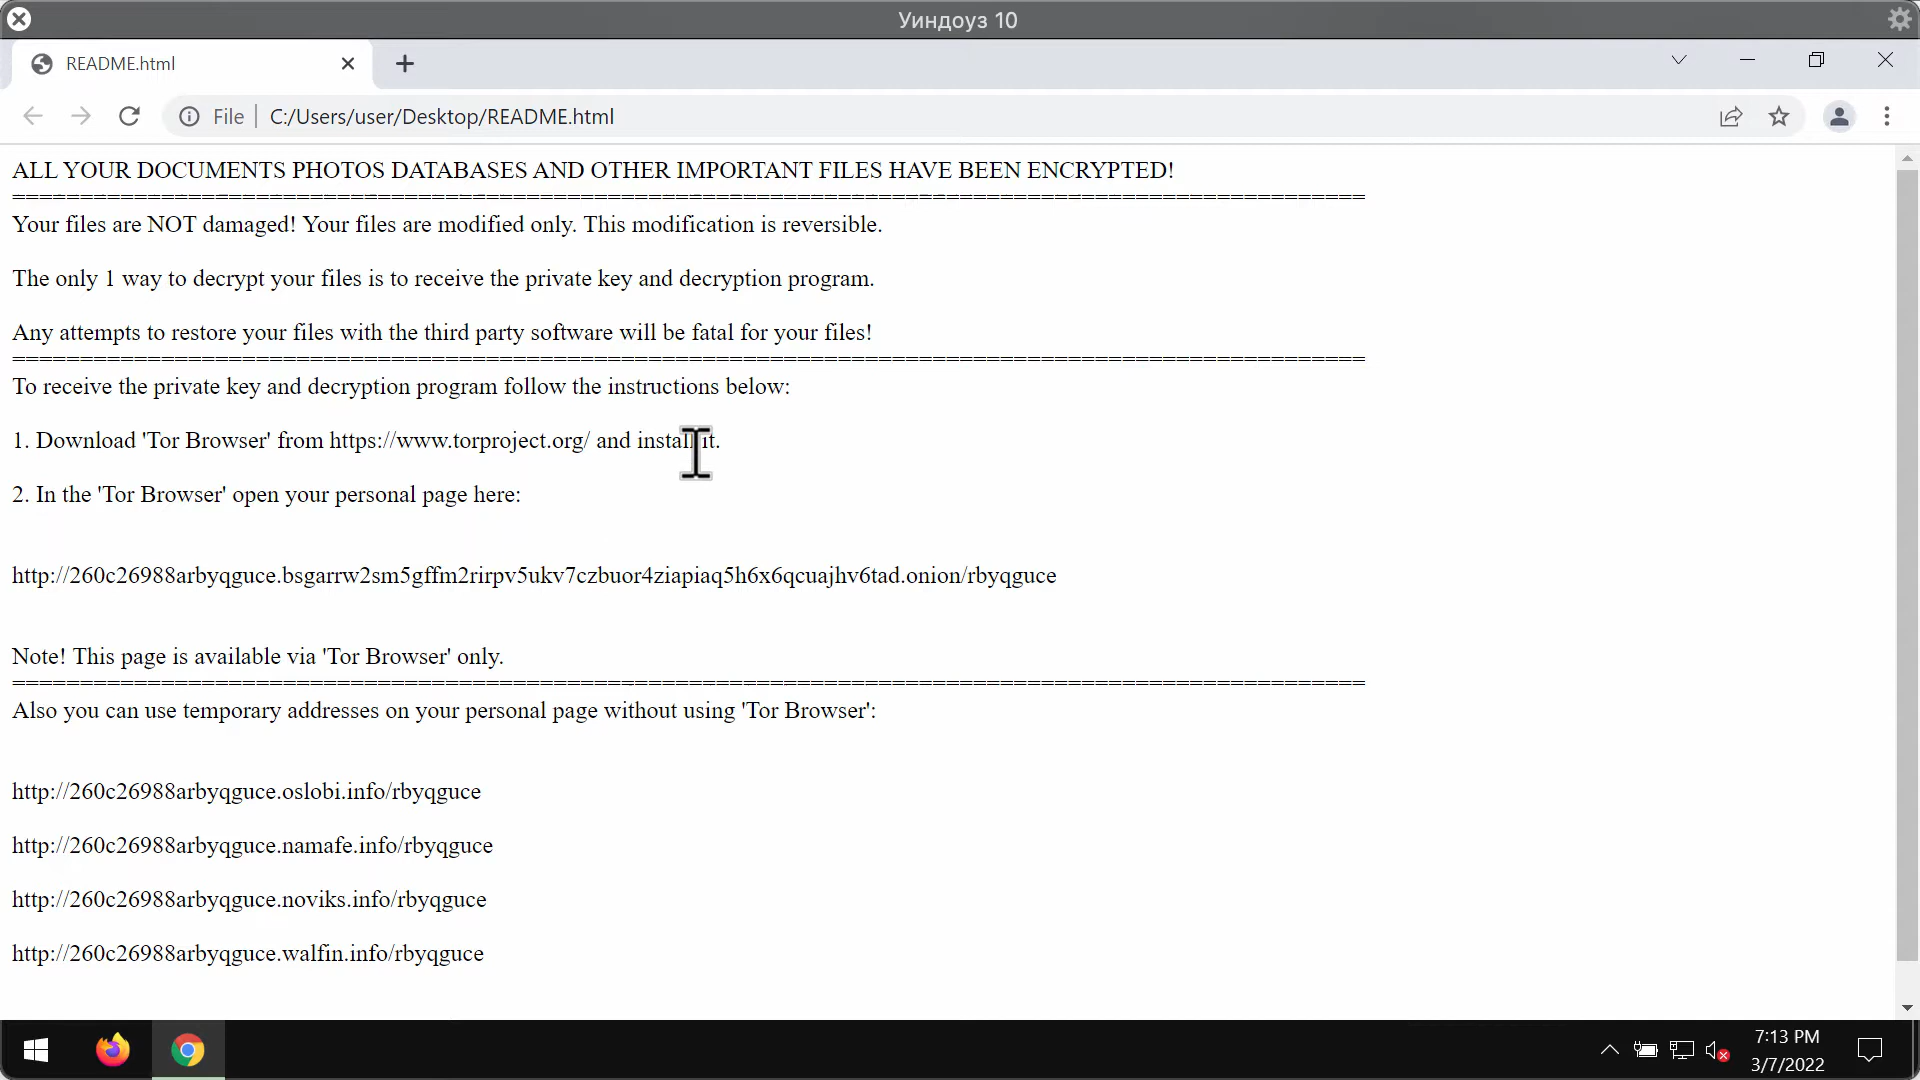 Уиндоуз 10
README.html
File
C:/Users/user/Desktop/README.html
ALL YOUR DOCUMENTS PHOTOS DATABASES AND OTHER IMPORTANT FILES HAVE BEEN ENCRYPTED!
====================================================================================================
Your files are NOT damaged! Your files are modified only. This modification is reversible.
The only 1 way to decrypt your files is to receive the private key and decryption program.
Any attempts to restore your files with the third party software will be fatal for your files!
====================================================================================================
To receive the private key and decryption program follow the instructions below:
1. Download 'Tor Browser' from https://www.torproject.org/ and install it.
2. In the 'Tor Browser' open your personal page here:
http://260c26988arbyqguce.bsgarrw2sm5gffm2rirpv5ukv7czbuor4ziapiaq5h6x6qcuajhv6tad.onion/rbyqguce
Note! This page is available via 'Tor Browser' only.
====================================================================================================
Also you can use temporary addresses on your personal page without using 'Tor Browser':
http://260c26988arbyqguce.oslobi.info/rbyqguce
http://260c26988arbyqguce.namafe.info/rbyqguce
http://260c26988arbyqguce.noviks.info/rbyqguce
http://260c26988arbyqguce.walfin.info/rbyqguce
7:13 PM
3/7/2022